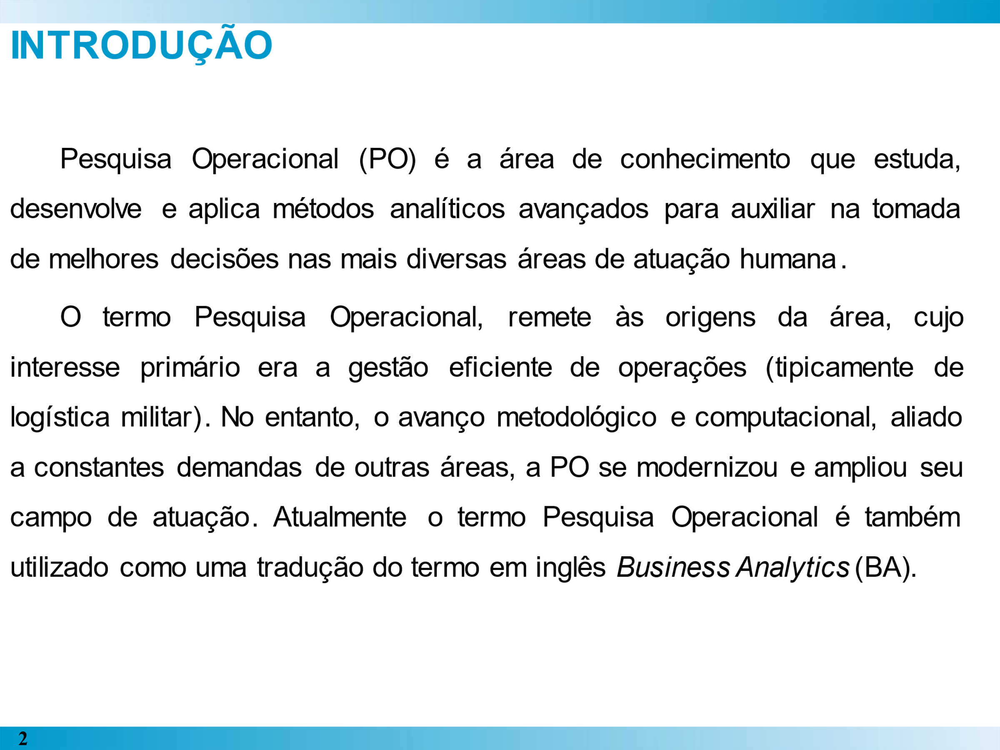 INTRODUÇÃO
Pesquisa Operacional (PO) é a área de conhecimento que estuda,
desenvolve e aplica métodos analíticos avançados para auxiliar na tomada
de melhores decisões nas mais diversas áreas de atuação humana.
O termo Pesquisa Operacional, remete às origens da área, cujo
interesse primário era a gestão eficiente de operações (tipicamente de
logística militar). No entanto, o avanço metodológico e computacional, aliado
a constantes demandas de outras áreas, a PO se modernizou e ampliou seu
campo de atuação. Atualmente o termo Pesquisa Operacional é também
utilizado como uma tradução do termo em inglês Business Analytics (BA).
2